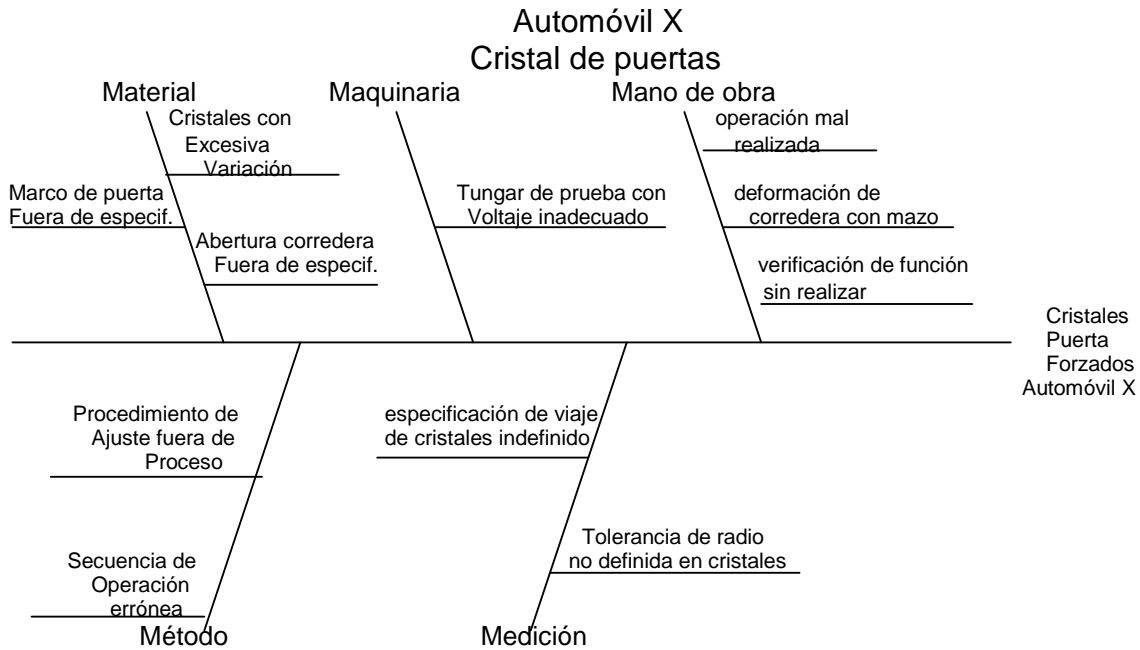 Automóvil X
Cristal de puertas
Material
Maquinaria
Mano de obra
Cristales con
Excesiva
Variación
Marco de puerta
Fuera de especif.
Abertura corredera
Fuera de especif.
Tungar de prueba con
Voltaje inadecuado
operación mal
realizada
deformación de
corredera con mazo
verificación de función
sin realizar
Cristales
Puerta
Forzados
Automóvil X
Procedimiento de
Ajuste fuera de
Proceso
Secuencia de
Operación
errónea
Método
especificación de viaje
de cristales indefinido
Tolerancia de radio
no definida en cristales
Medición